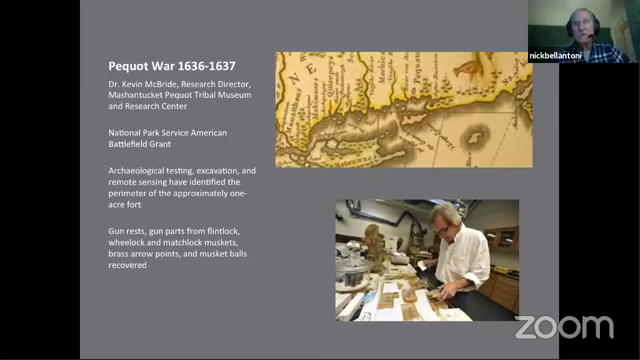 nickbellantoni
Pequot War 1636-1637
Dr. Kevin McBride, Research Director,
Mashantucket Pequot Tribal Museum
and Research Center
National Park Service American
Battlefield Grant
Archaeological testing, excavation, and
remote sensing have identified the
perimeter of the approximately one-
acre fort
Gun rests, gun parts from flintlock,
wheelock and matchlock muskets,
brass arrow points, and musket balls
recovered
zoom